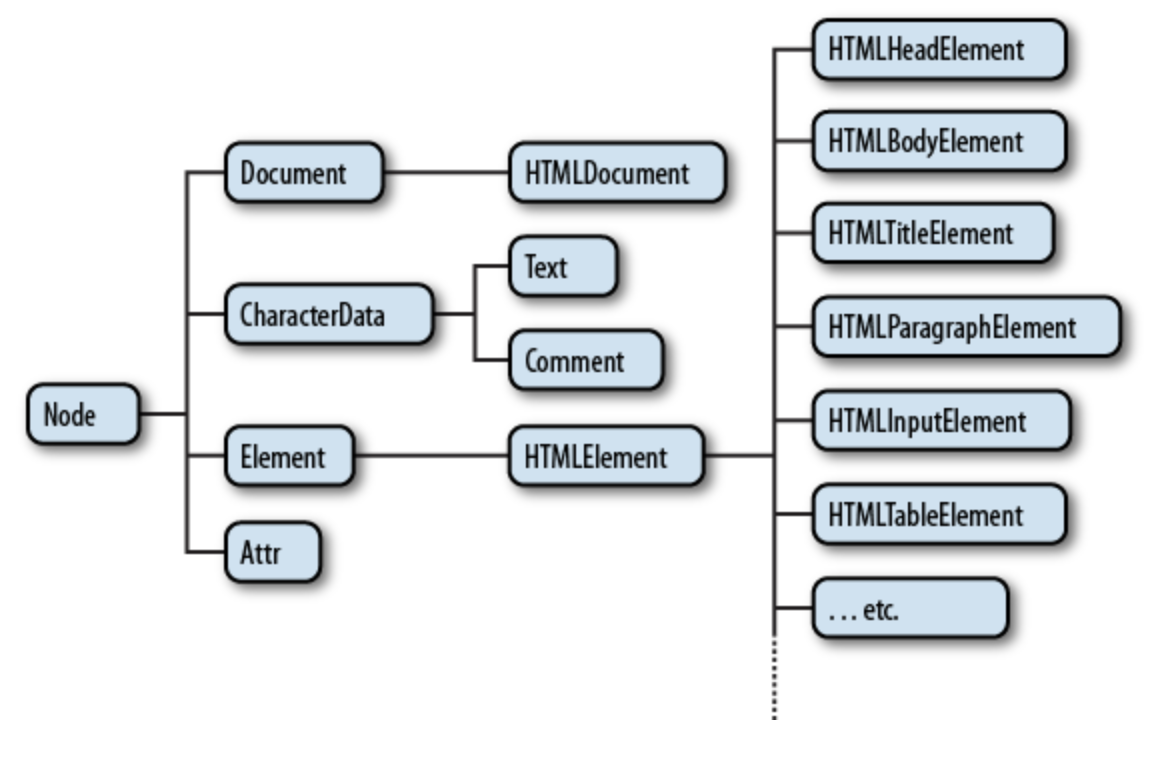 Node
Document
CharacterData
Element
Attr
HTMLDocument
Text
Comment
HTMLElement
HTMLHeadElement
HTMLBodyElement
HTMLTitleElement
HTMLParagraphElement
HTMLInputElement
HTMLTableElement
. . . etc.